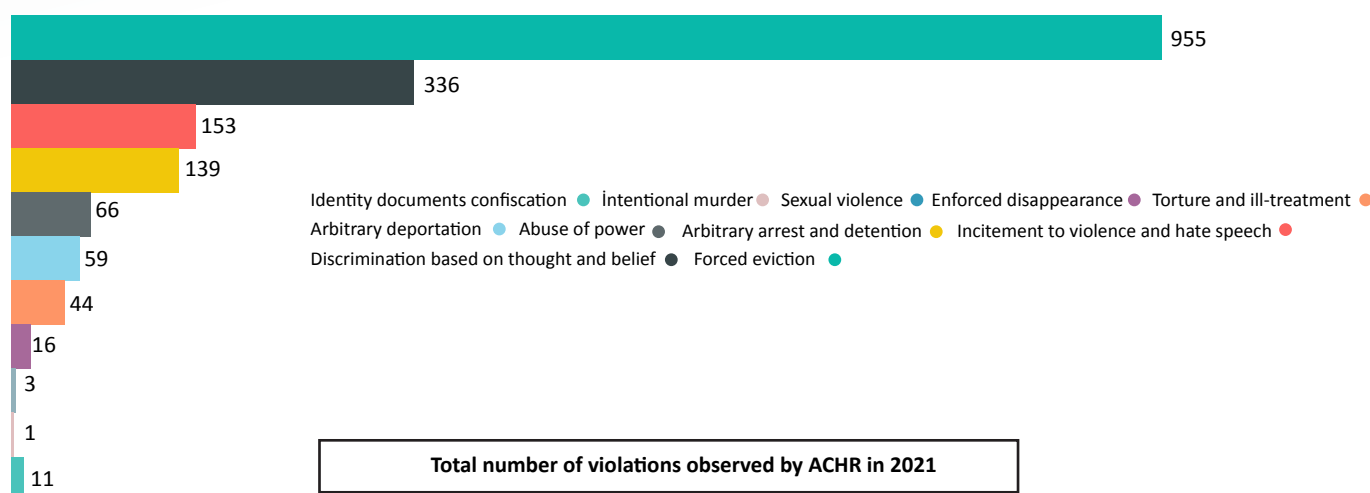 955
336
153
139
66
59
44
16
3
1
11
Identity documents confiscation İntentional murder Sexual violence Enforced disappearance Torture and ill-treatment
Arbitrary deportation Abuse of power Arbitrary arrest and detention Incitement to violence and hate speech
Discrimination based on thought and belief Forced eviction
Total number of violations observed by ACHR in 2021